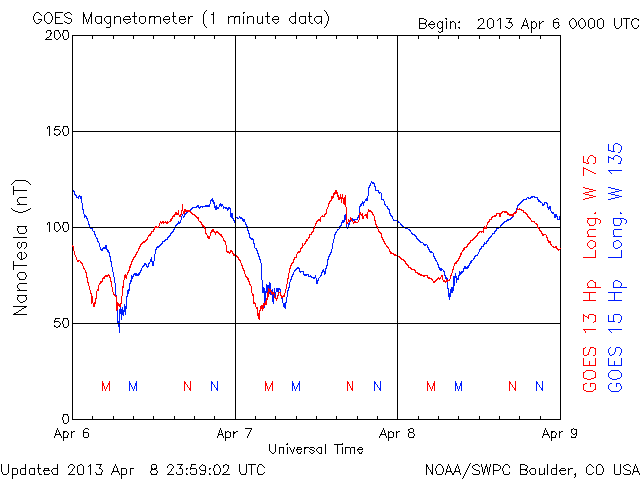 GOES Magnetometer (1 minute data)
Begin: 2013 Apr 6 0000 UTC
200
150
100
50
0
NanoTesla (nT)
M M N N M M N N M M N N
Apr 6 Apr 7 Apr 8 Apr 9
Universal Time
GOES 13 Hp Long. W 75
GOES 15 Hp Long. W 135
Updated 2013 Apr 8 23:59:02 UTC
NOAA/SWPC Boulder, CO USA